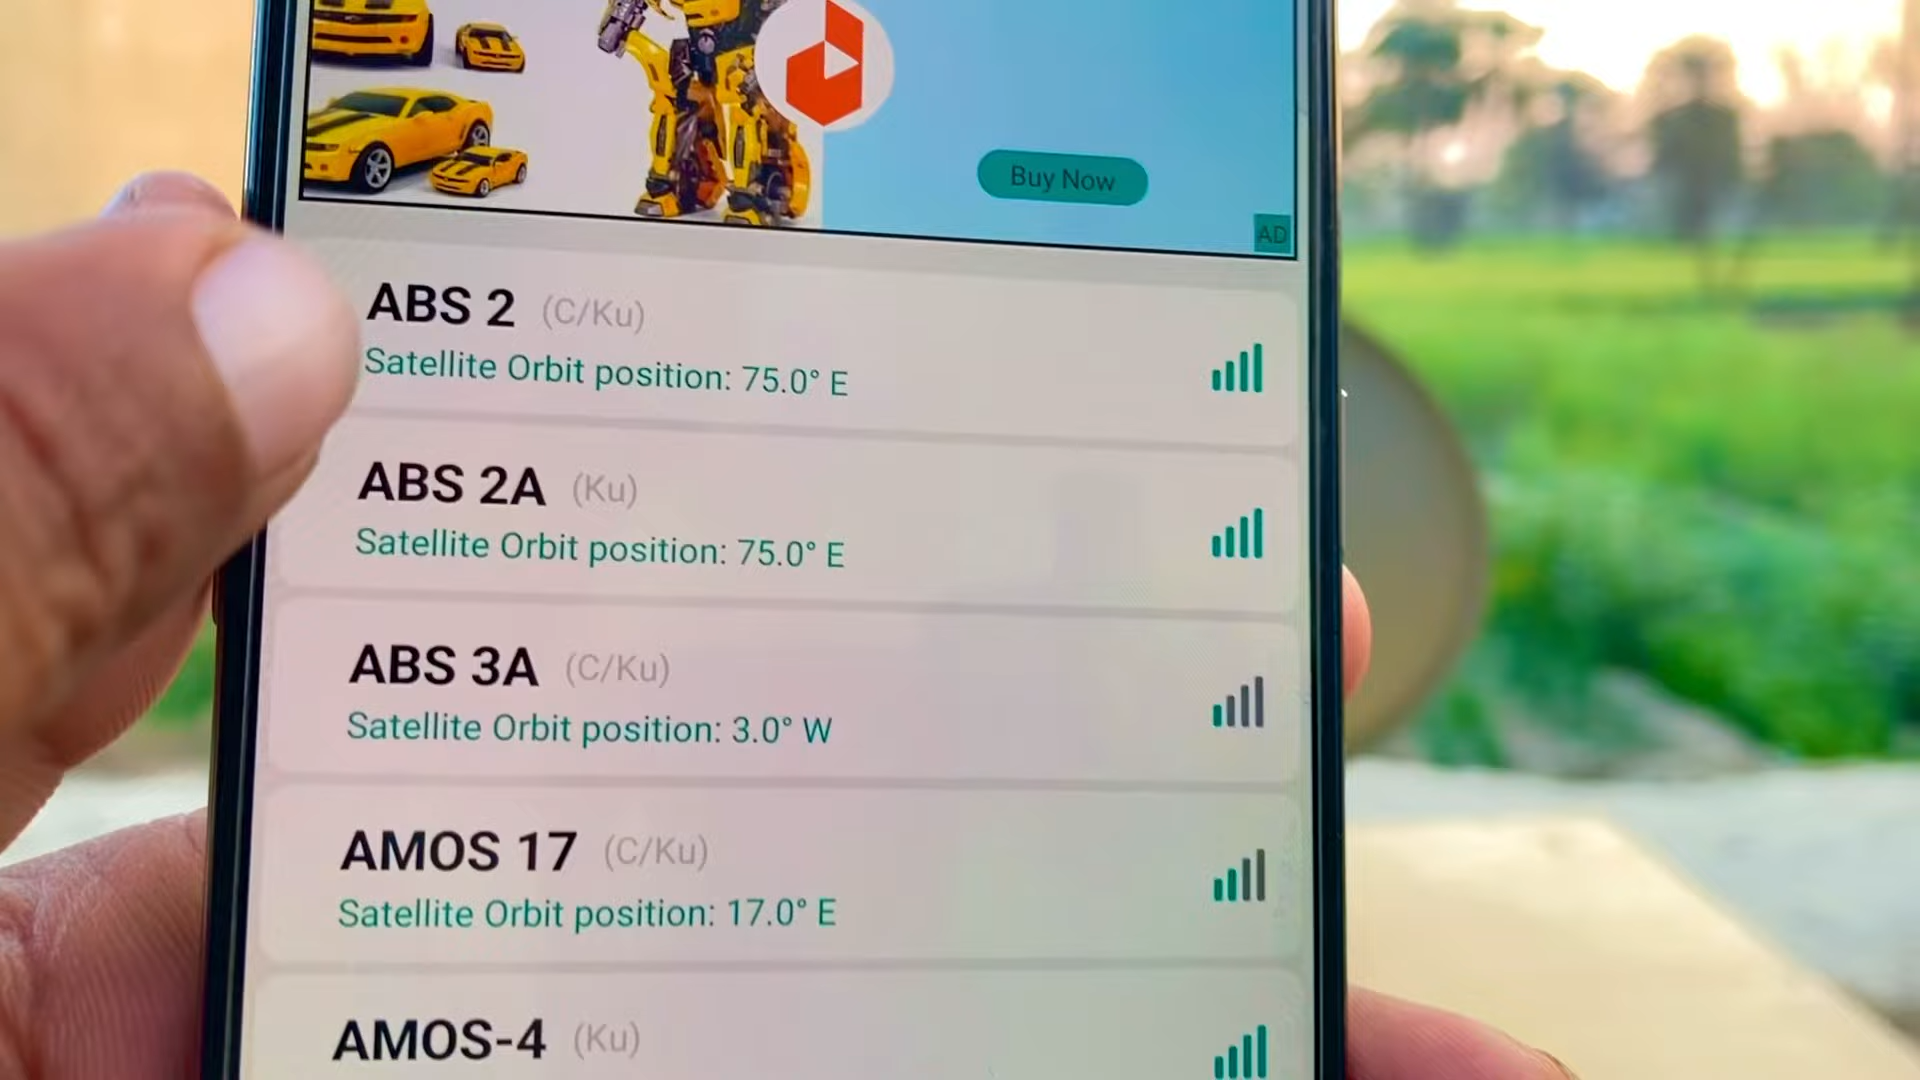 Buy Now
AD
ABS 2 (C/Ku)
Satellite Orbit position: 75.0° E
ABS 2A (Ku)
Satellite Orbit position: 75.0° E
ABS 3A (C/Ku)
Satellite Orbit position: 3.0° W
AMOS 17 (C/Ku)
Satellite Orbit position: 17.0° E
AMOS-4 (Ku)